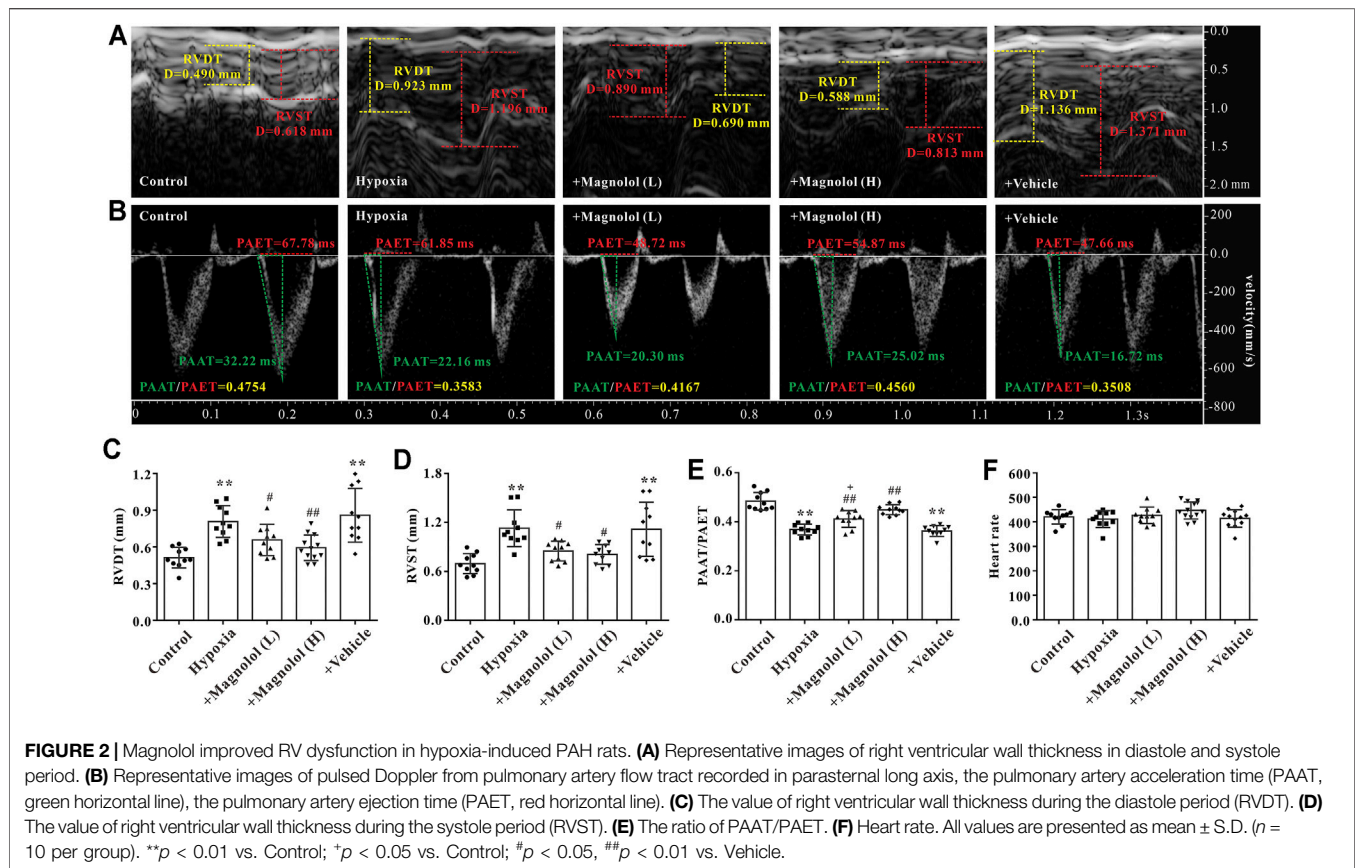 A
RVDT
D=0.490 mm
RVST
D=0.618 mm
Control
RVDT
D=0.923 mm
RVST
D=1.496 mm
Hypoxia
RVST
D=0.890 mm
RVDT
D=0.690 mm
+Magnolol (L)
RVDT
D=0.588 mm
RVST
D=0.813 mm
+Magnolol (H)
RVDT
D=1.136 mm
RVST
D=1.371 mm
+Vehicle
0.0
0.5
1.0
1.5
2.0 mm
B
Control
PAET=67.78 ms
PAAT=32.22 ms
PAAT/PAET=0.4754
Hypoxia
PAET=61.85 ms
PAAT=22.16 ms
PAAT/PAET=0.3583
+Magnolol (L)
PAET=48.72 ms
PAAT=20.30 ms
PAAT/PAET=0.4167
+Magnolol (H)
PAET=54.87 ms
PAAT=25.02 ms
PAAT/PAET=0.4560
+Vehicle
PAET=47.66 ms
PAAT=16.72 ms
PAAT/PAET=0.3508
200
0.0
-200
-400
-600
-800
velocity(mm/s)
0 0.1 0.2 0.3 0.4 0.5 0.6 0.7 0.8 0.9 1.0 1.1 1.2 1.3s
C
RVDT (mm)
1.2
0.9
0.6
0.3
0.0
** # ## **
Control Hypoxia +Magnolol (L) +Magnolol (H) +Vehicle
D
RVST (mm)
1.8
1.2
0.6
0.0
** # # **
Control Hypoxia +Magnolol (L) +Magnolol (H) +Vehicle
E
PAAT/PAET
0.6
0.4
0.2
0.0
+
** ## ## **
Control Hypoxia +Magnolol (L) +Magnolol (H) +Vehicle
F
Heart rate
600
500
400
300
200
100
0
Control Hypoxia +Magnolol (L) +Magnolol (H) +Vehicle
FIGURE 2 | Magnolol improved RV dysfunction in hypoxia-induced PAH rats. (A) Representative images of right ventricular wall thickness in diastole and systole
period. (B) Representative images of pulsed Doppler from pulmonary artery flow tract recorded in parasternal long axis, the pulmonary artery acceleration time (PAAT,
green horizontal line), the pulmonary artery ejection time (PAET, red horizontal line). (C) The value of right ventricular wall thickness during the diastole period (RVDT). (D)
The value of right ventricular wall thickness during the systole period (RVST). (E) The ratio of PAAT/PAET. (F) Heart rate. All values are presented as mean ± S.D. (n =
10 per group). **p < 0.01 vs. Control; +p < 0.05 vs. Control; #p < 0.05, ##p < 0.01 vs. Vehicle.